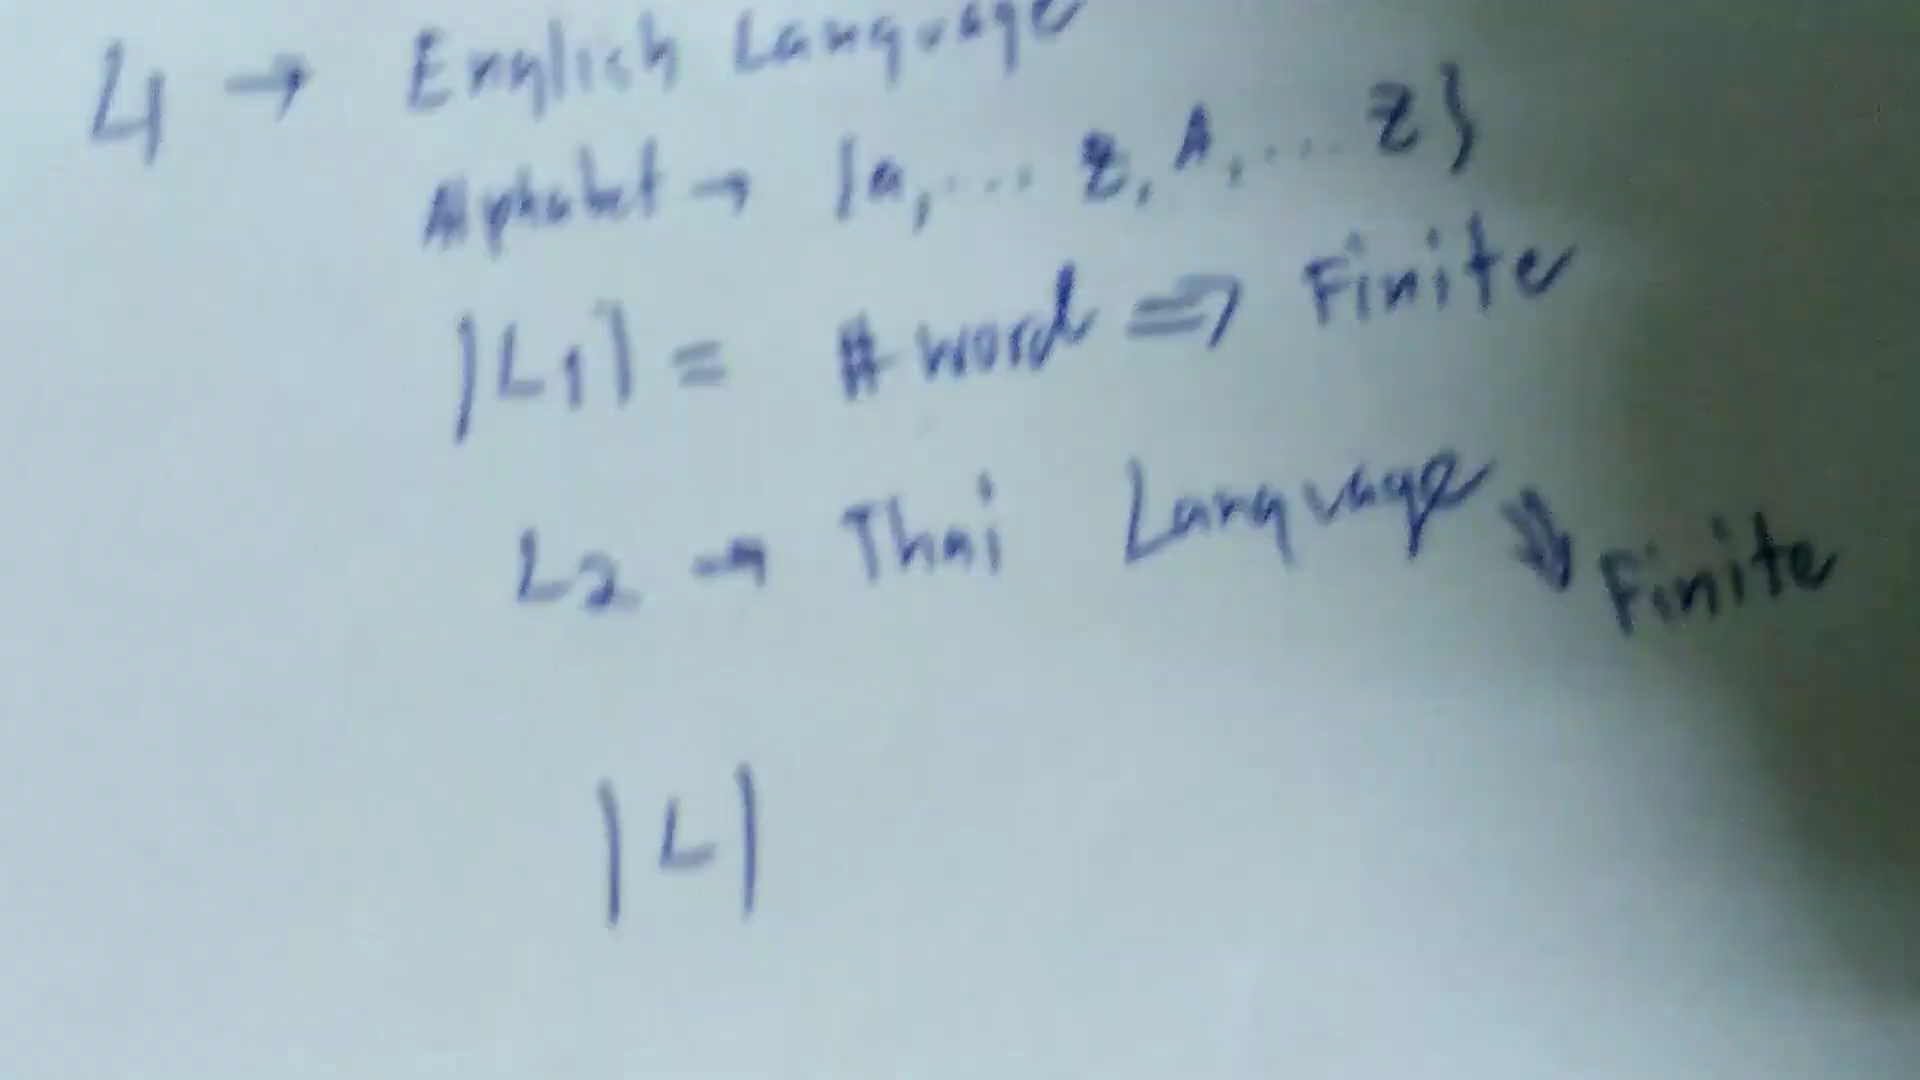 L1 → English Language
Alphabet → {a, ... z, A, ... Z}
|L1| = # word ⇒ Finite
L2 → Thai Language ⇓ Finite
|L|